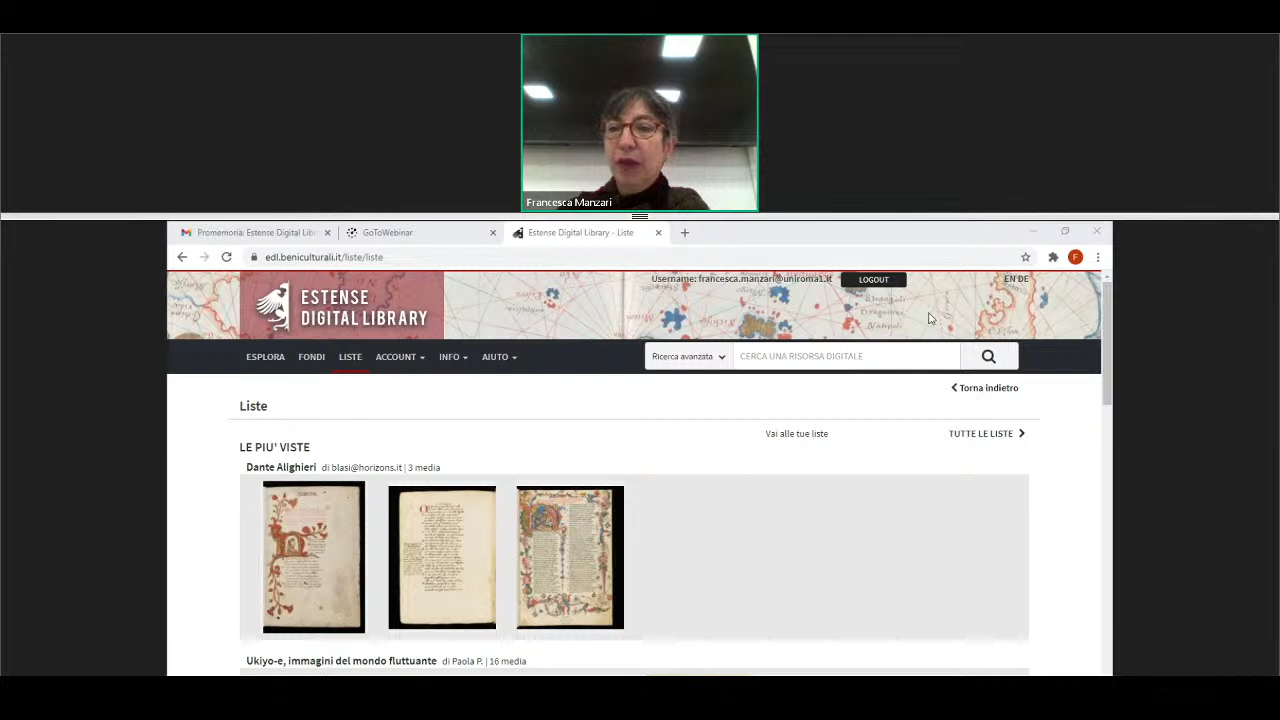 Francesca Manzari
Promemoria: Estense Digital Libr
GoToWebinar
Estense Digital Library - Liste
edl.beniculturali.it/liste/liste
F
ESTENSE
DIGITAL LIBRARY
Username: francesca.manzari@uniroma1.it
LOGOUT
EN DE
ESPLORA FONDI LISTE ACCOUNT INFO AIUTO
Ricerca avanzata
CERCA UNA RISORSA DIGITALE
Torna indietro
Liste
Vai alle tue liste
TUTTE LE LISTE
LE PIU' VISTE
Dante Alighieri di blasi@horizons.it | 3 media
Ukiyo-e, immagini del mondo fluttuante di Paola P. | 16 media